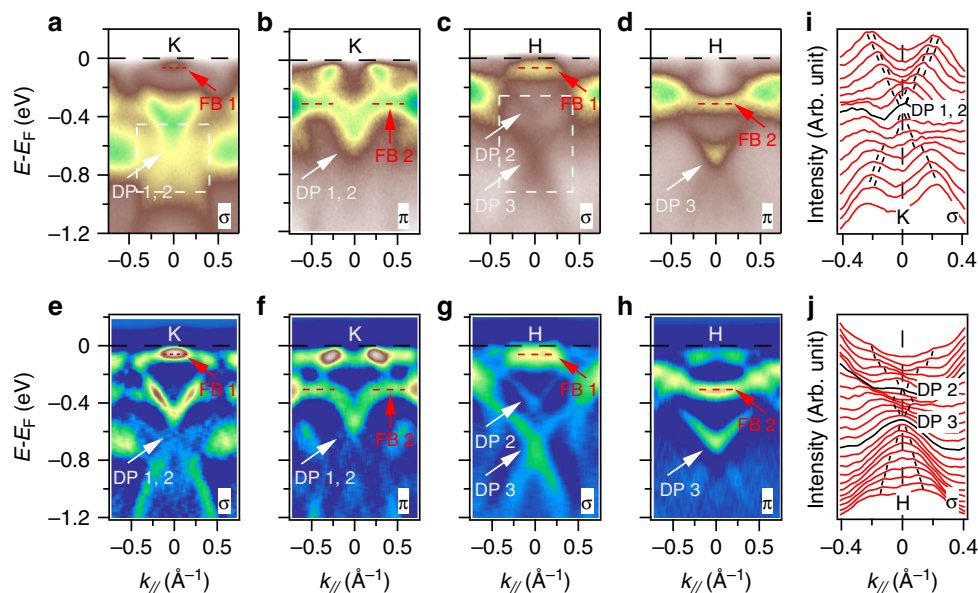 a b c d i
K K H H
E-EF (eV)
0
−0.4
−0.8
−1.2
FB 1
DP 1, 2
σ
FB 2
DP 1, 2
π
FB 1
DP 2
DP 3
σ
FB 2
DP 3
π
−0.5 0 0.5
−0.5 0 0.5
−0.5 0 0.5
−0.5 0 0.5
Intensity (Arb. unit)
DP 1, 2
K
σ
−0.4 0 0.4
e f g h j
K K H H
E-EF (eV)
0
−0.4
−0.8
−1.2
FB 1
DP 1, 2
σ
FB 2
DP 1, 2
π
FB 1
DP 2
DP 3
σ
FB 2
DP 3
π
−0.5 0 0.5
−0.5 0 0.5
−0.5 0 0.5
−0.5 0 0.5
k// (Å−1)
k// (Å−1)
k// (Å−1)
k// (Å−1)
Intensity (Arb. unit)
DP 2
DP 3
H
σ
−0.4 0 0.4
k// (Å−1)